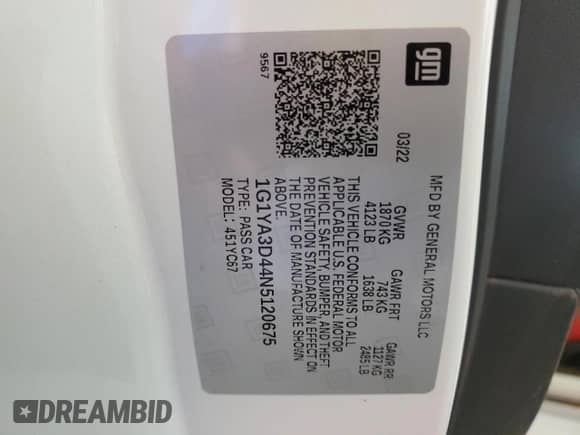 gm
MFD BY GENERAL MOTORS LLC
03/22
GVWR GAWR FRT GAWR RR
1870 KG 743 KG 1127 KG
4123 LB 1638 LB 2485 LB
THIS VEHICLE CONFORMS TO ALL
APPLICABLE U.S. FEDERAL MOTOR
VEHICLE SAFETY, BUMPER, AND THEFT
PREVENTION STANDARDS IN EFFECT ON
THE DATE OF MANUFACTURE SHOWN
ABOVE.
1G1YA3D44N5120675
TYPE: PASS CAR
MODEL: 451YC67
9567
DREAMBID